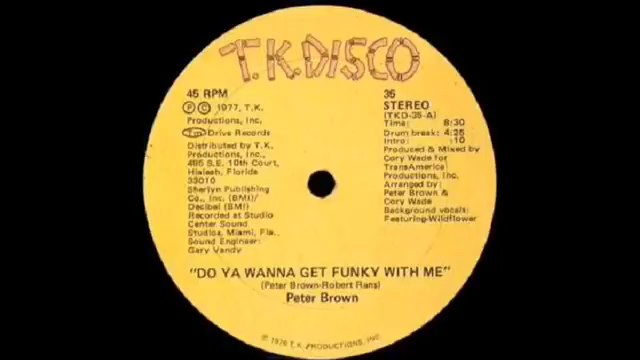 T.K. DISCO
45 RPM
Ⓟ Ⓒ 1977, T.K.
Productions, Inc.
T.M. Drive Records
Distributed by T.K.
Productions, Inc.,
495 S.E. 10th Court,
Hialeah, Florida
33010
Sherlyn Publishing
Co., Inc. (BMI)/
Decibel (BMI)
Recorded at Studio
Center Sound
Studios, Miami, Fla..
Sound Engineer:
Gary Vandy
35
STEREO
(TKD-35-A)
Time: 8:30
Drum break: 4:25
Intro: :10
Produced & Mixed by
Cory Wade for
TransAmerica
Productions, Inc.
Arranged by:
Peter Brown &
Cory Wade
Background vocals:
Featuring-Wildflower
"DO YA WANNA GET FUNKY WITH ME"
(Peter Brown-Robert Rans)
Peter Brown
Ⓟ 1976 T.K. PRODUCTIONS, INC.